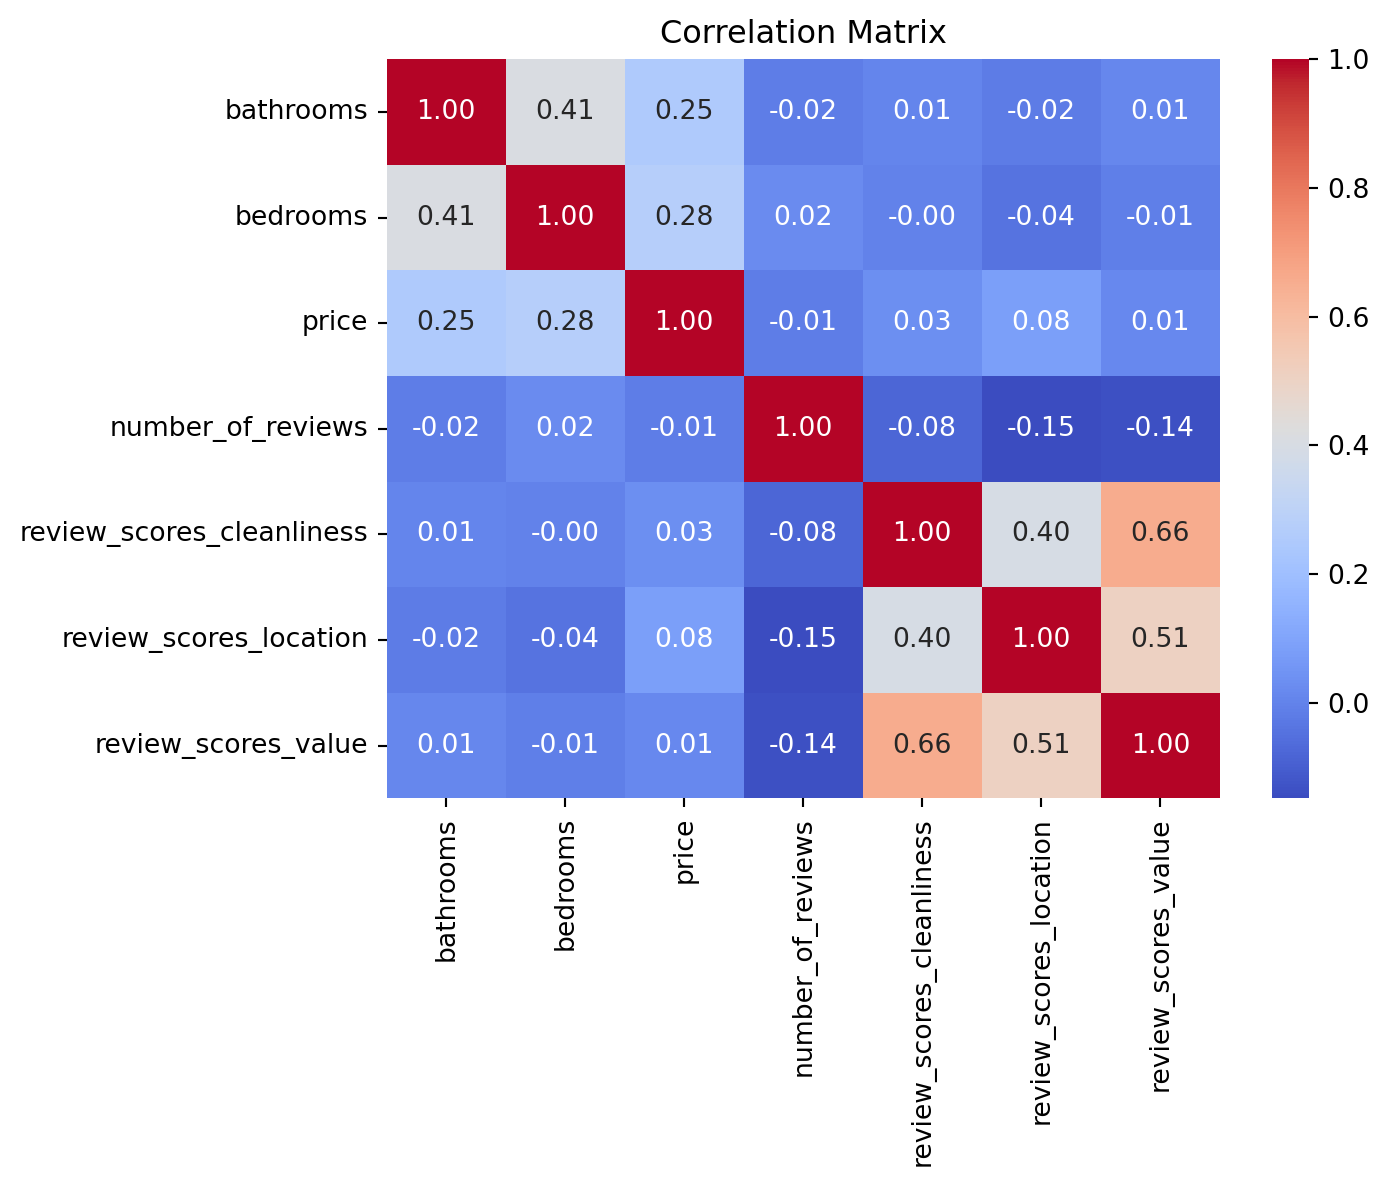 Correlation Matrix
bathrooms 1.00 0.41 0.25 -0.02 0.01 -0.02 0.01
bedrooms 0.41 1.00 0.28 0.02 -0.00 -0.04 -0.01
price 0.25 0.28 1.00 -0.01 0.03 0.08 0.01
number_of_reviews -0.02 0.02 -0.01 1.00 -0.08 -0.15 -0.14
review_scores_cleanliness 0.01 -0.00 0.03 -0.08 1.00 0.40 0.66
review_scores_location -0.02 -0.04 0.08 -0.15 0.40 1.00 0.51
review_scores_value 0.01 -0.01 0.01 -0.14 0.66 0.51 1.00
bathrooms
bedrooms
price
number_of_reviews
review_scores_cleanliness
review_scores_location
review_scores_value
1.0
0.8
0.6
0.4
0.2
0.0